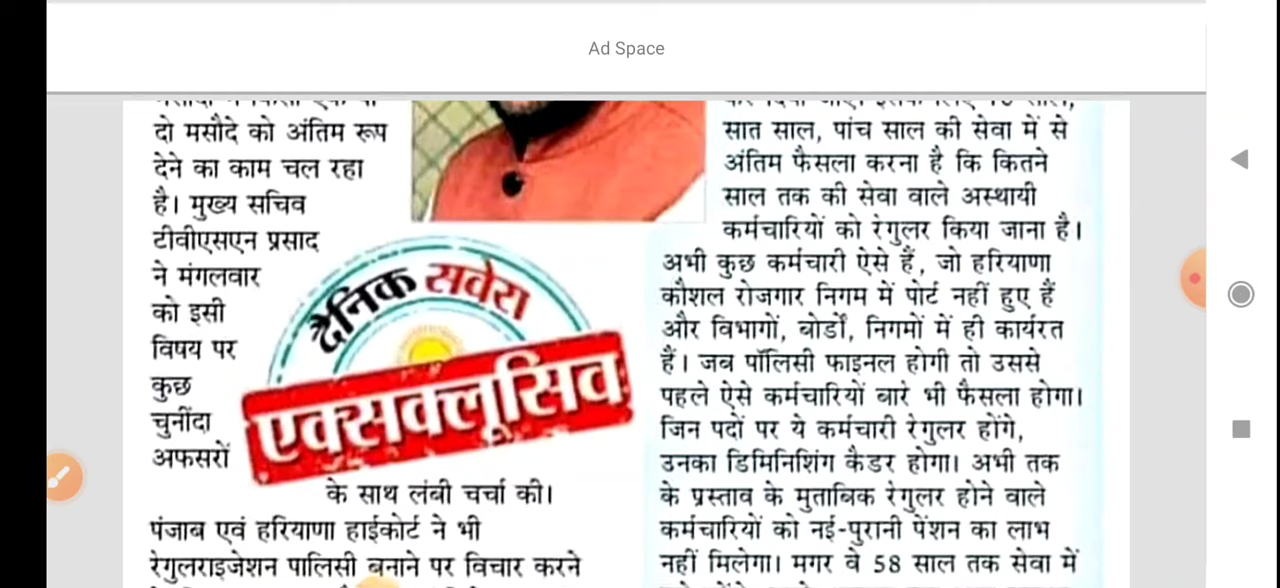 Ad Space
दो मसौदे को अंतिम रूप
देने का काम चल रहा
है। मुख्य सचिव
टीवीएसएन प्रसाद
ने मंगलवार
को इसी
विषय पर
कुछ
चुनींदा
अफसरों
के साथ लंबी चर्चा की।
पंजाब एवं हरियाणा हाईकोर्ट ने भी
रेगुलराइजेशन पालिसी बनाने पर विचार करने
दैनिक सवेरा
एक्सक्लूसिव
सात साल, पांच साल की सेवा में से
अंतिम फैसला करना है कि कितने
साल तक की सेवा वाले अस्थायी
कर्मचारियों को रेगुलर किया जाना है।
अभी कुछ कर्मचारी ऐसे हैं, जो हरियाणा
कौशल रोजगार निगम में पोर्ट नहीं हुए हैं
और विभागों, बोर्डों, निगमों में ही कार्यरत
हैं। जब पॉलिसी फाइनल होगी तो उससे
पहले ऐसे कर्मचारियों बारे भी फैसला होगा।
जिन पदों पर ये कर्मचारी रेगुलर होंगे,
उनका डिमिनिशिंग कैडर होगा। अभी तक
के प्रस्ताव के मुताबिक रेगुलर होने वाले
कर्मचारियों को नई-पुरानी पेंशन का लाभ
नहीं मिलेगा। मगर वे 58 साल तक सेवा में